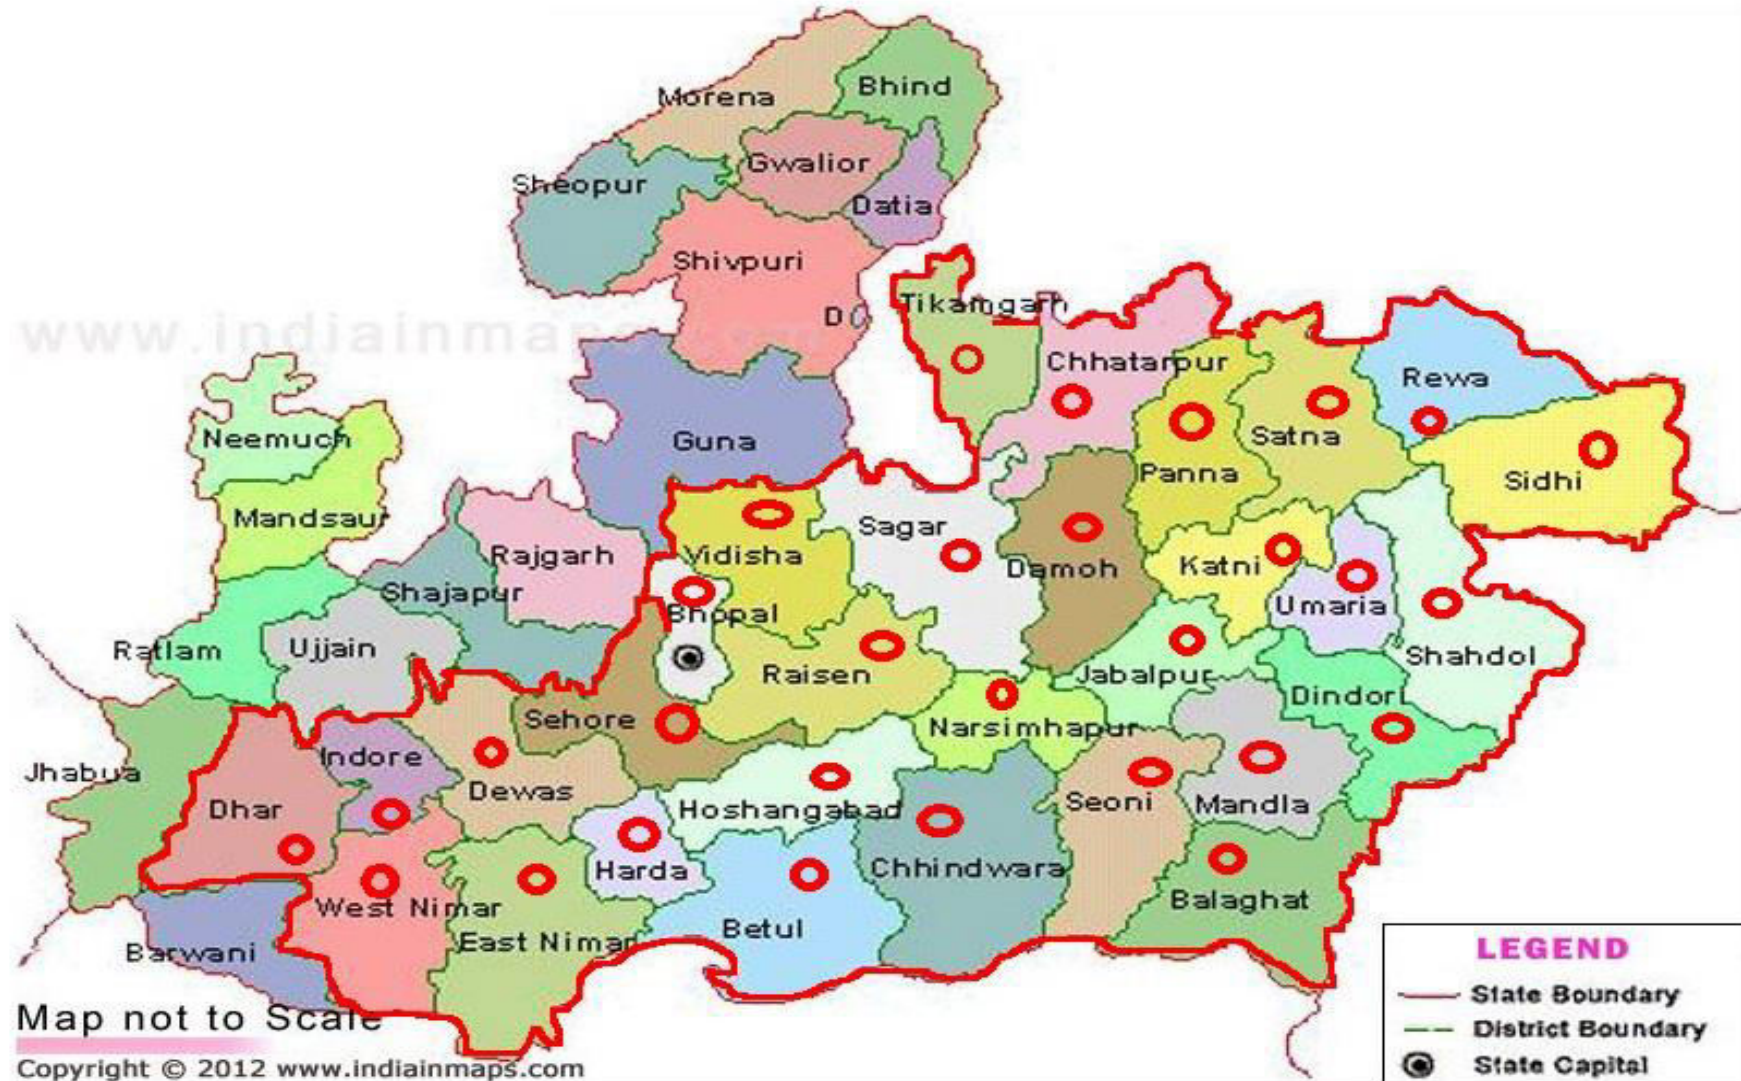 Morena
Bhind
Gwalior
Sheopur
Datia
Shivpuri
Tikamgarh
D
www.indiainmaps.com
Chhatarpur
Rewa
Neemuch
Guna
Satna
Panna
Sidhi
Mandsaur
Sagar
Rajgarh
Vidisha
Damoh
Katni
Shajapur
Bhopal
Umaria
Ratlam
Ujjain
Raisen
Jabalpur
Shahdol
Dindori
Sehore
Narsimhapur
Indore
Jhabua
Dewas
Dhar
Hoshangabad
Seoni
Mandla
Harda
Chhindwara
West Nimar
Balaghat
Betul
East Nimar
Barwani
LEGEND
State Boundary
District Boundary
State Capital
Map not to Scale
Copyright © 2012 www.indiainmaps.com